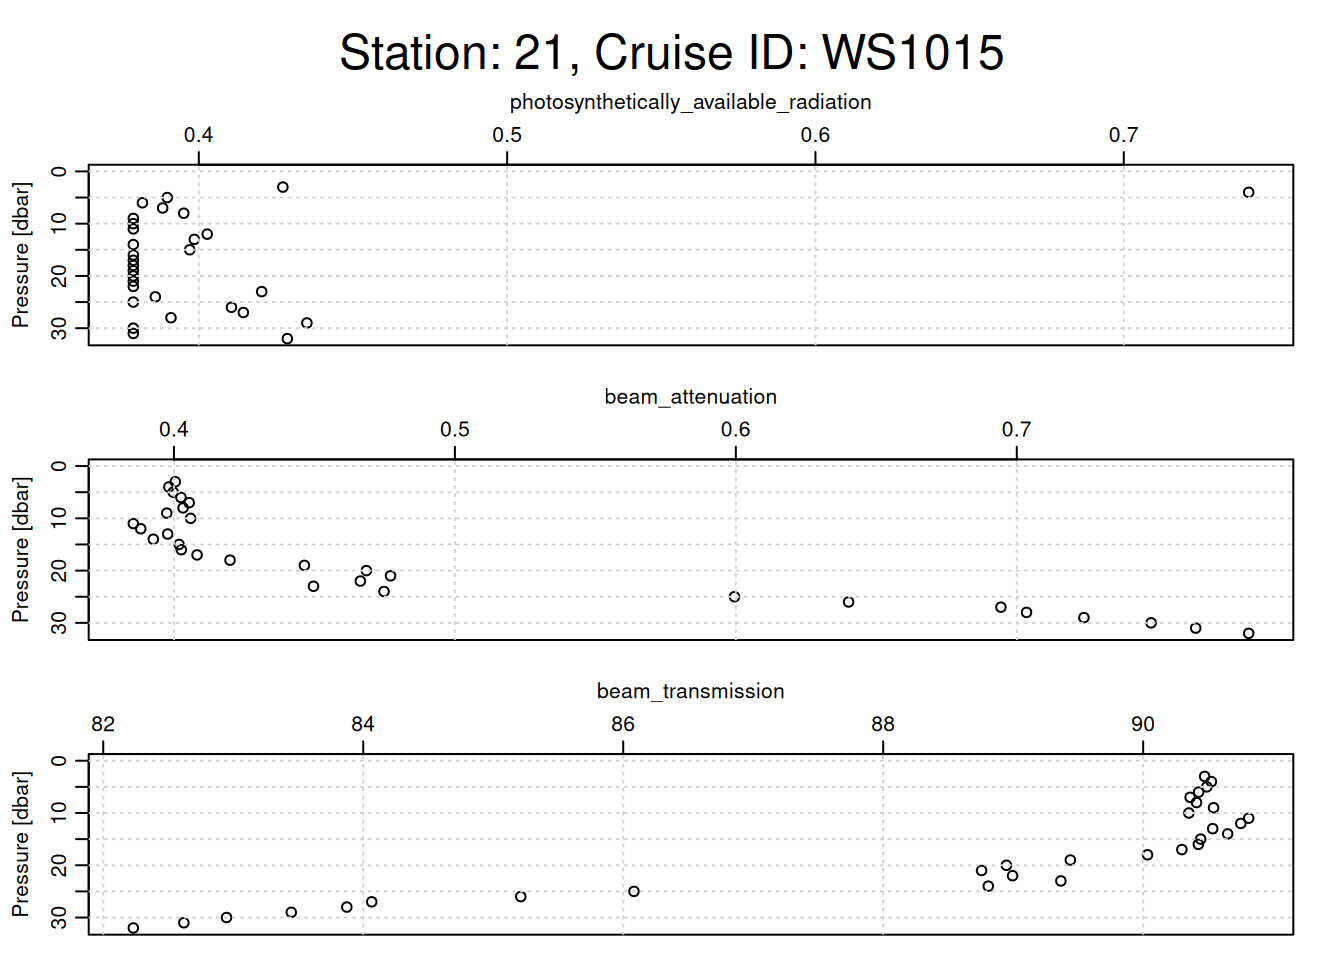 Station: 21, Cruise ID: WS1015
photosynthetically_available_radiation
0.4 0.5 0.6 0.7
Pressure [dbar]
0
10
20
30
beam_attenuation
0.4 0.5 0.6 0.7
Pressure [dbar]
0
10
20
30
beam_transmission
82 84 86 88 90
Pressure [dbar]
0
10
20
30